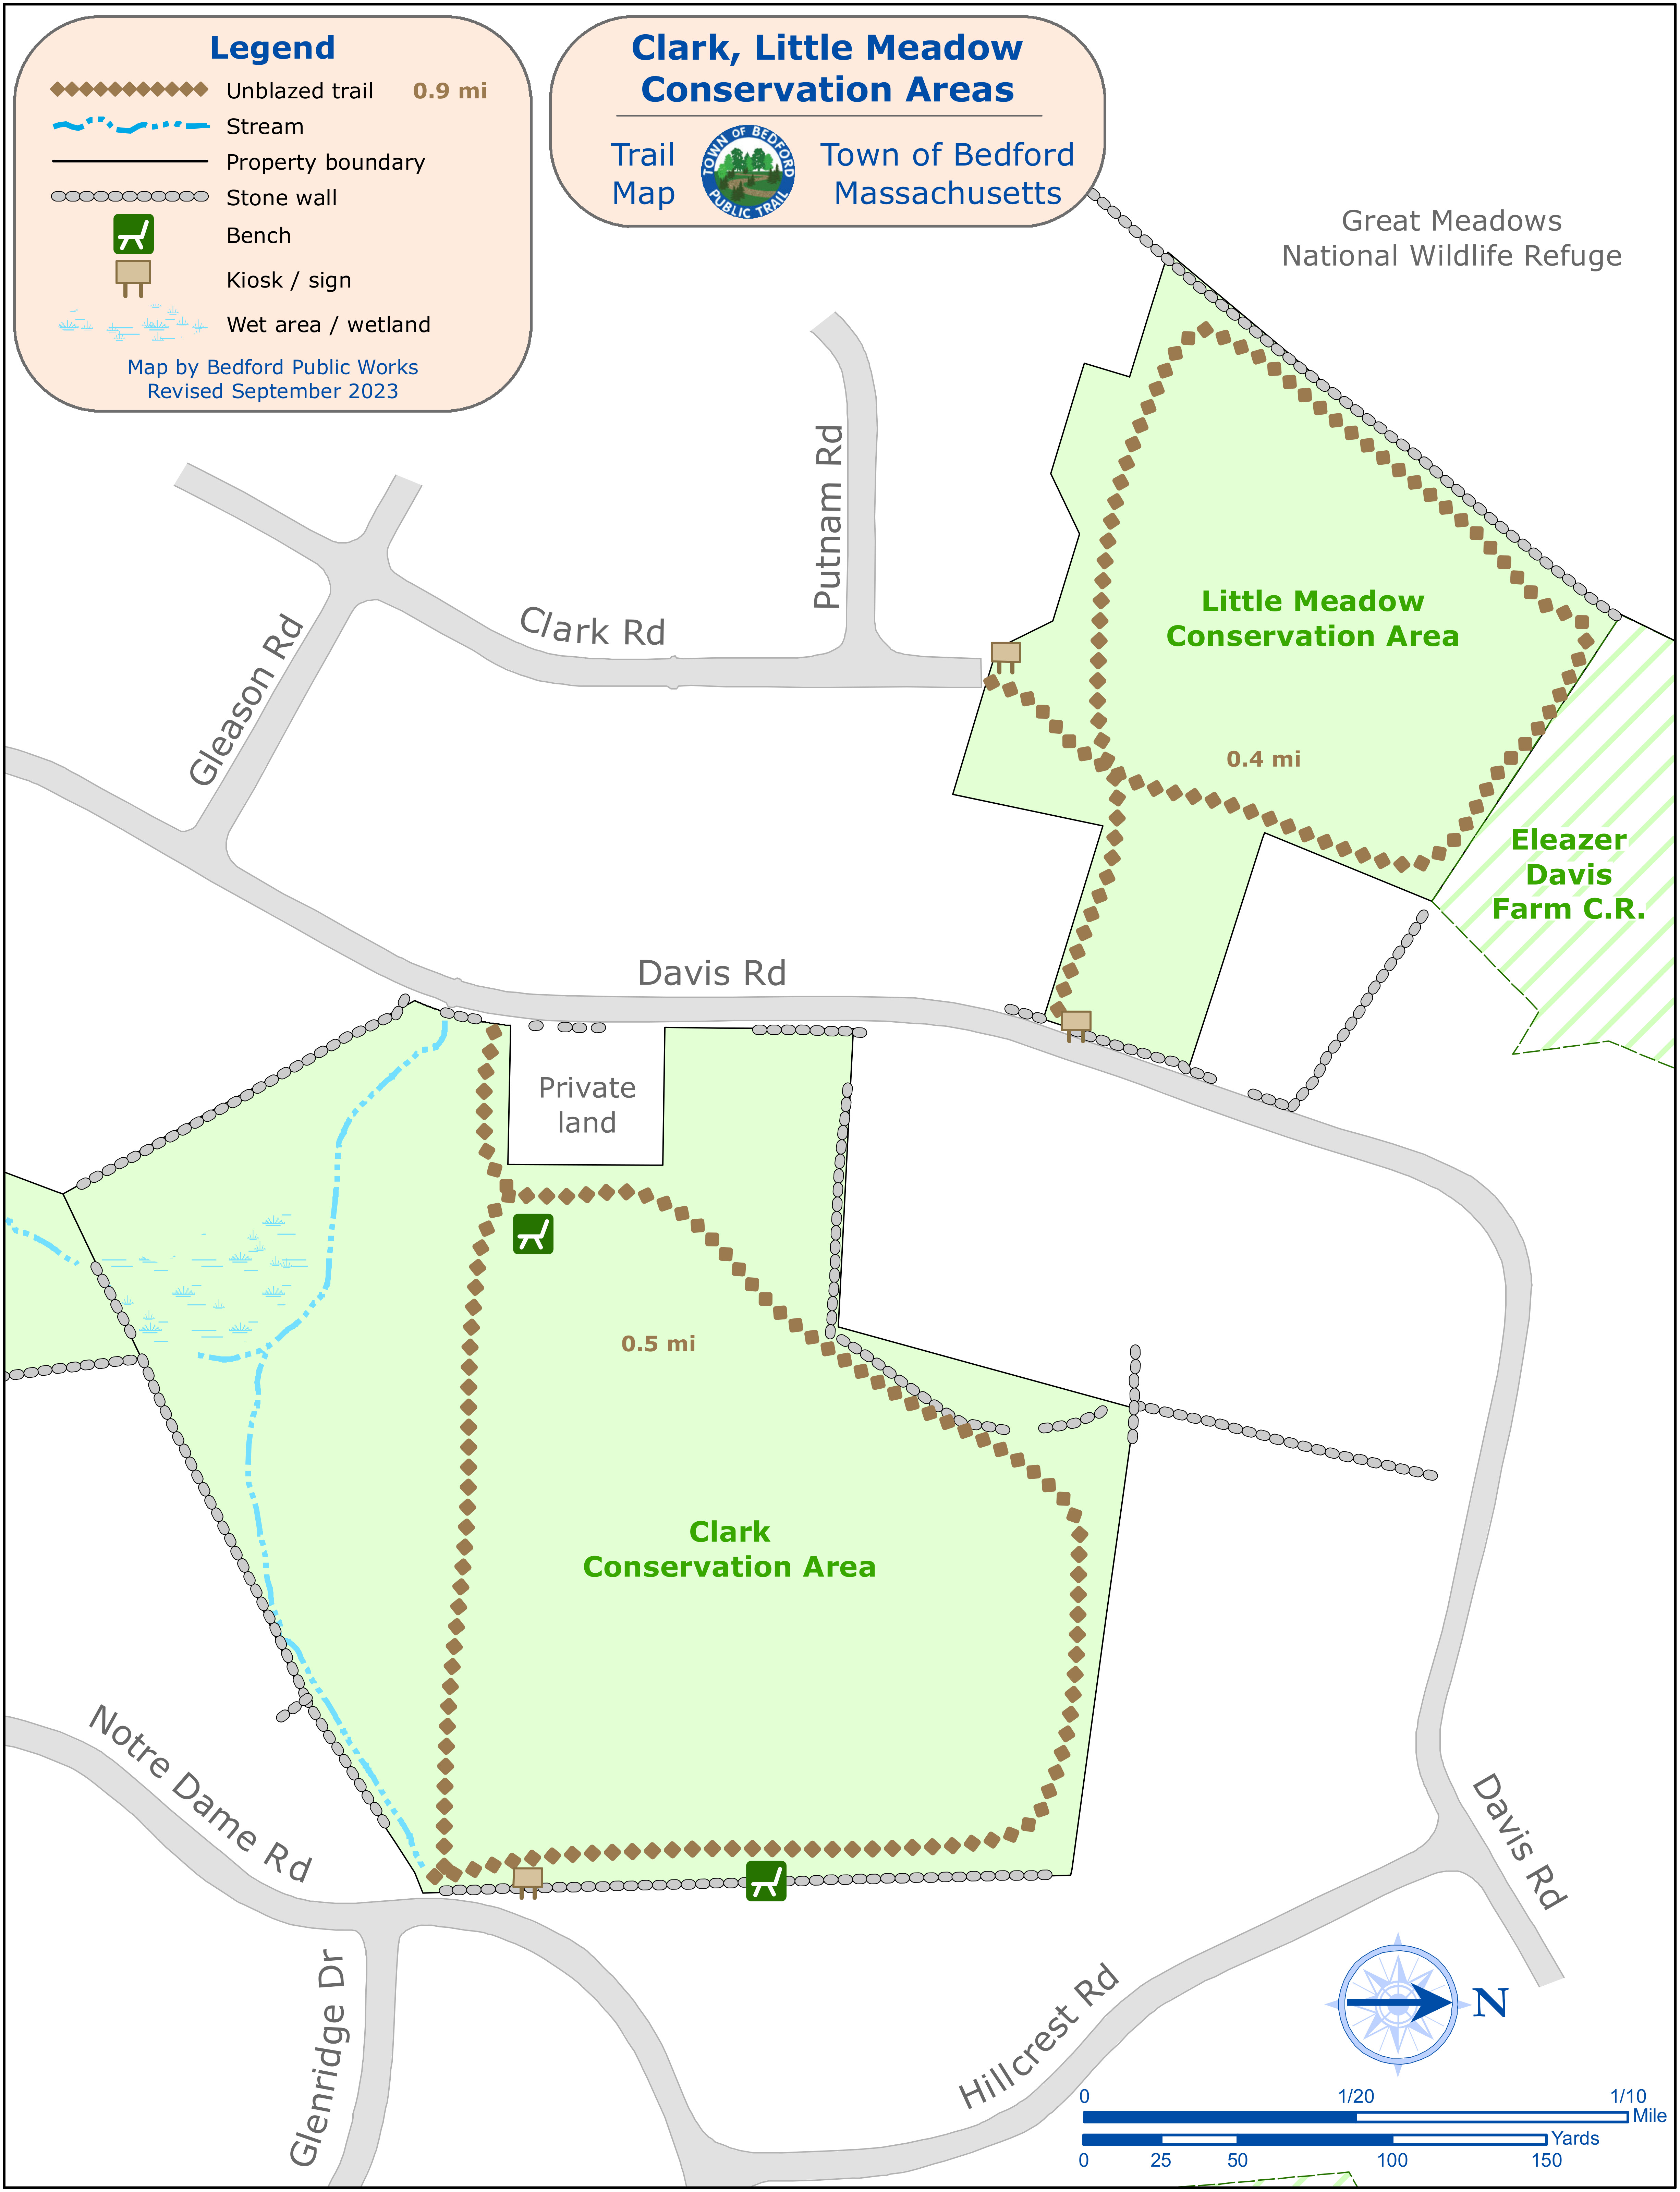 Legend
Unblazed trail 0.9 mi
Stream
Property boundary
Stone wall
Bench
Kiosk / sign
Wet area / wetland
Map by Bedford Public Works
Revised September 2023
Clark, Little Meadow
Conservation Areas
Trail
Map
TOWN OF BEDFORD
PUBLIC TRAIL
Town of Bedford
Massachusetts
Great Meadows
National Wildlife Refuge
Putnam Rd
Clark Rd
Gleason Rd
Little Meadow
Conservation Area
0.4 mi
Eleazer
Davis
Farm C.R.
Davis Rd
Private
land
0.5 mi
Clark
Conservation Area
Notre Dame Rd
Glenridge Dr
Hillcrest Rd
Davis Rd
N
0 1/20 1/10
Mile
Yards
0 25 50 100 150